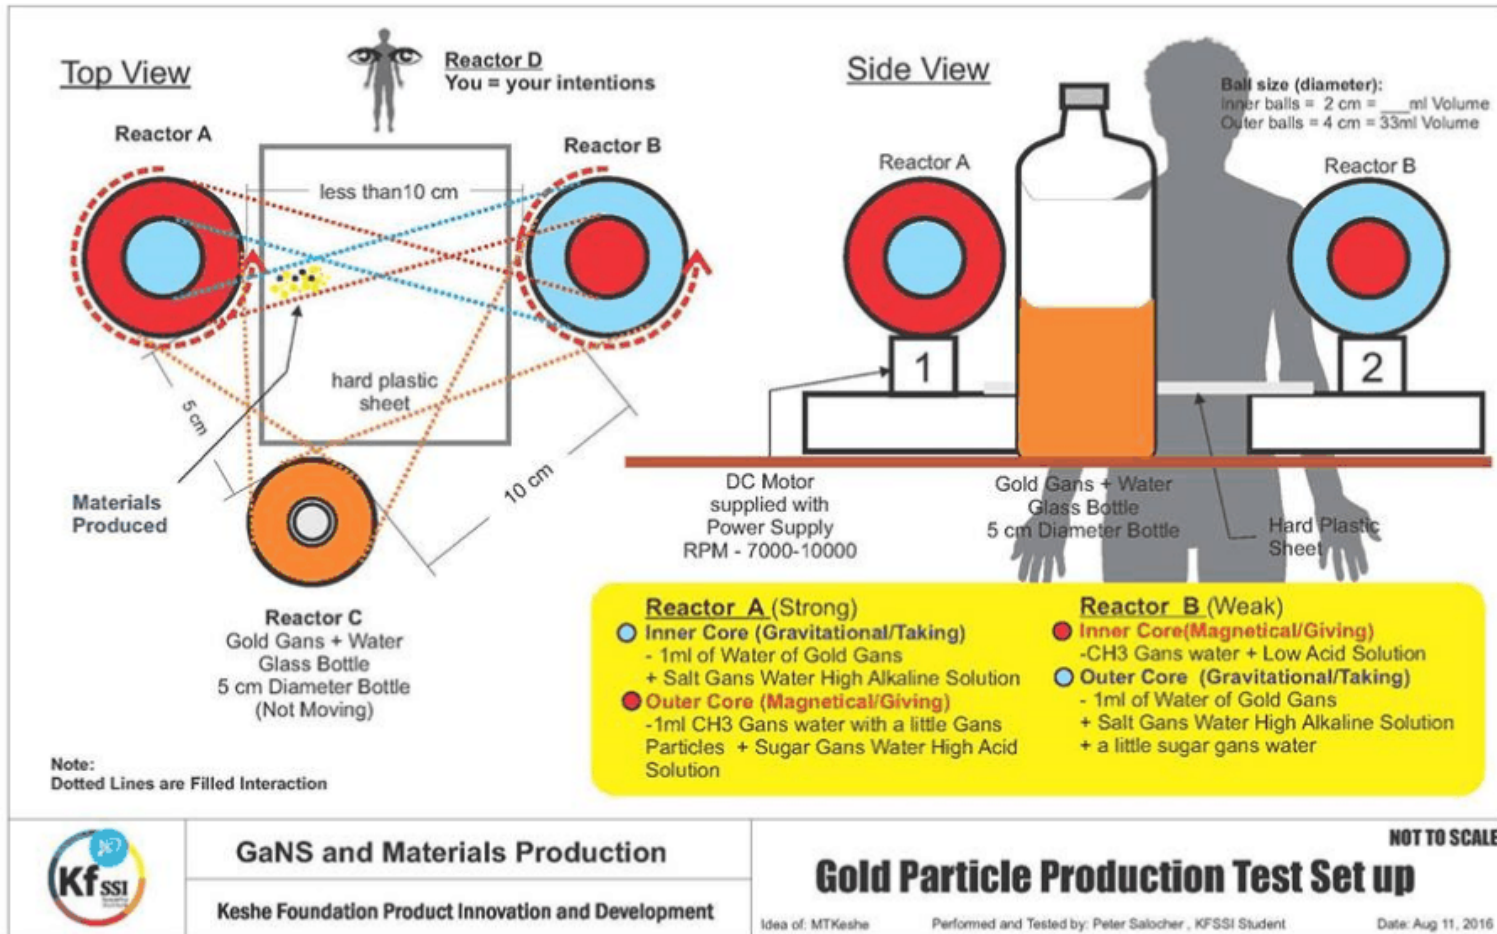 Top View
Reactor D
You = your intentions
Reactor A
Reactor B
less than10 cm
hard plastic
sheet
5 cm
10 cm
Materials
Produced
Reactor C
Gold Gans + Water
Glass Bottle
5 cm Diameter Bottle
(Not Moving)
Note:
Dotted Lines are Filled Interaction
Side View
Ball size (diameter):
Inner balls = 2 cm = ___ml Volume
Outer balls = 4 cm = 33ml Volume
Reactor A
Reactor B
1
2
DC Motor
supplied with
Power Supply
RPM - 7000-10000
Gold Gans + Water
Glass Bottle
5 cm Diameter Bottle
Hard Plastic
Sheet
Reactor A (Strong)
Inner Core (Gravitational/Taking)
- 1ml of Water of Gold Gans
+ Salt Gans Water High Alkaline Solution
Outer Core (Magnetical/Giving)
-1ml CH3 Gans water with a little Gans
Particles + Sugar Gans Water High Acid
Solution
Reactor B (Weak)
Inner Core(Magnetical/Giving)
-CH3 Gans water + Low Acid Solution
Outer Core (Gravitational/Taking)
- 1ml of Water of Gold Gans
+ Salt Gans Water High Alkaline Solution
+ a little sugar gans water
Kf SSI
GaNS and Materials Production
Keshe Foundation Product Innovation and Development
NOT TO SCALE
Gold Particle Production Test Set up
Idea of: MTKeshe
Performed and Tested by: Peter Salocher , KFSSI Student
Date: Aug 11, 2016